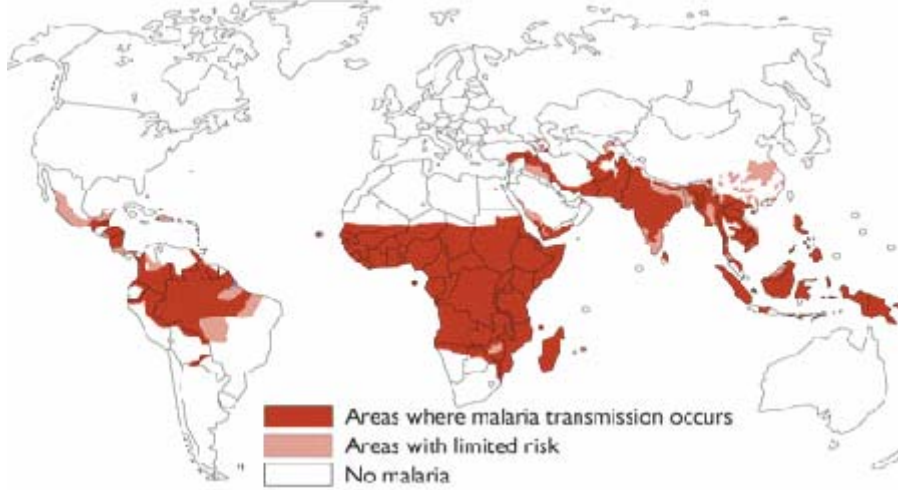 Areas where malaria transmission occurs
Areas with limited risk
No malaria